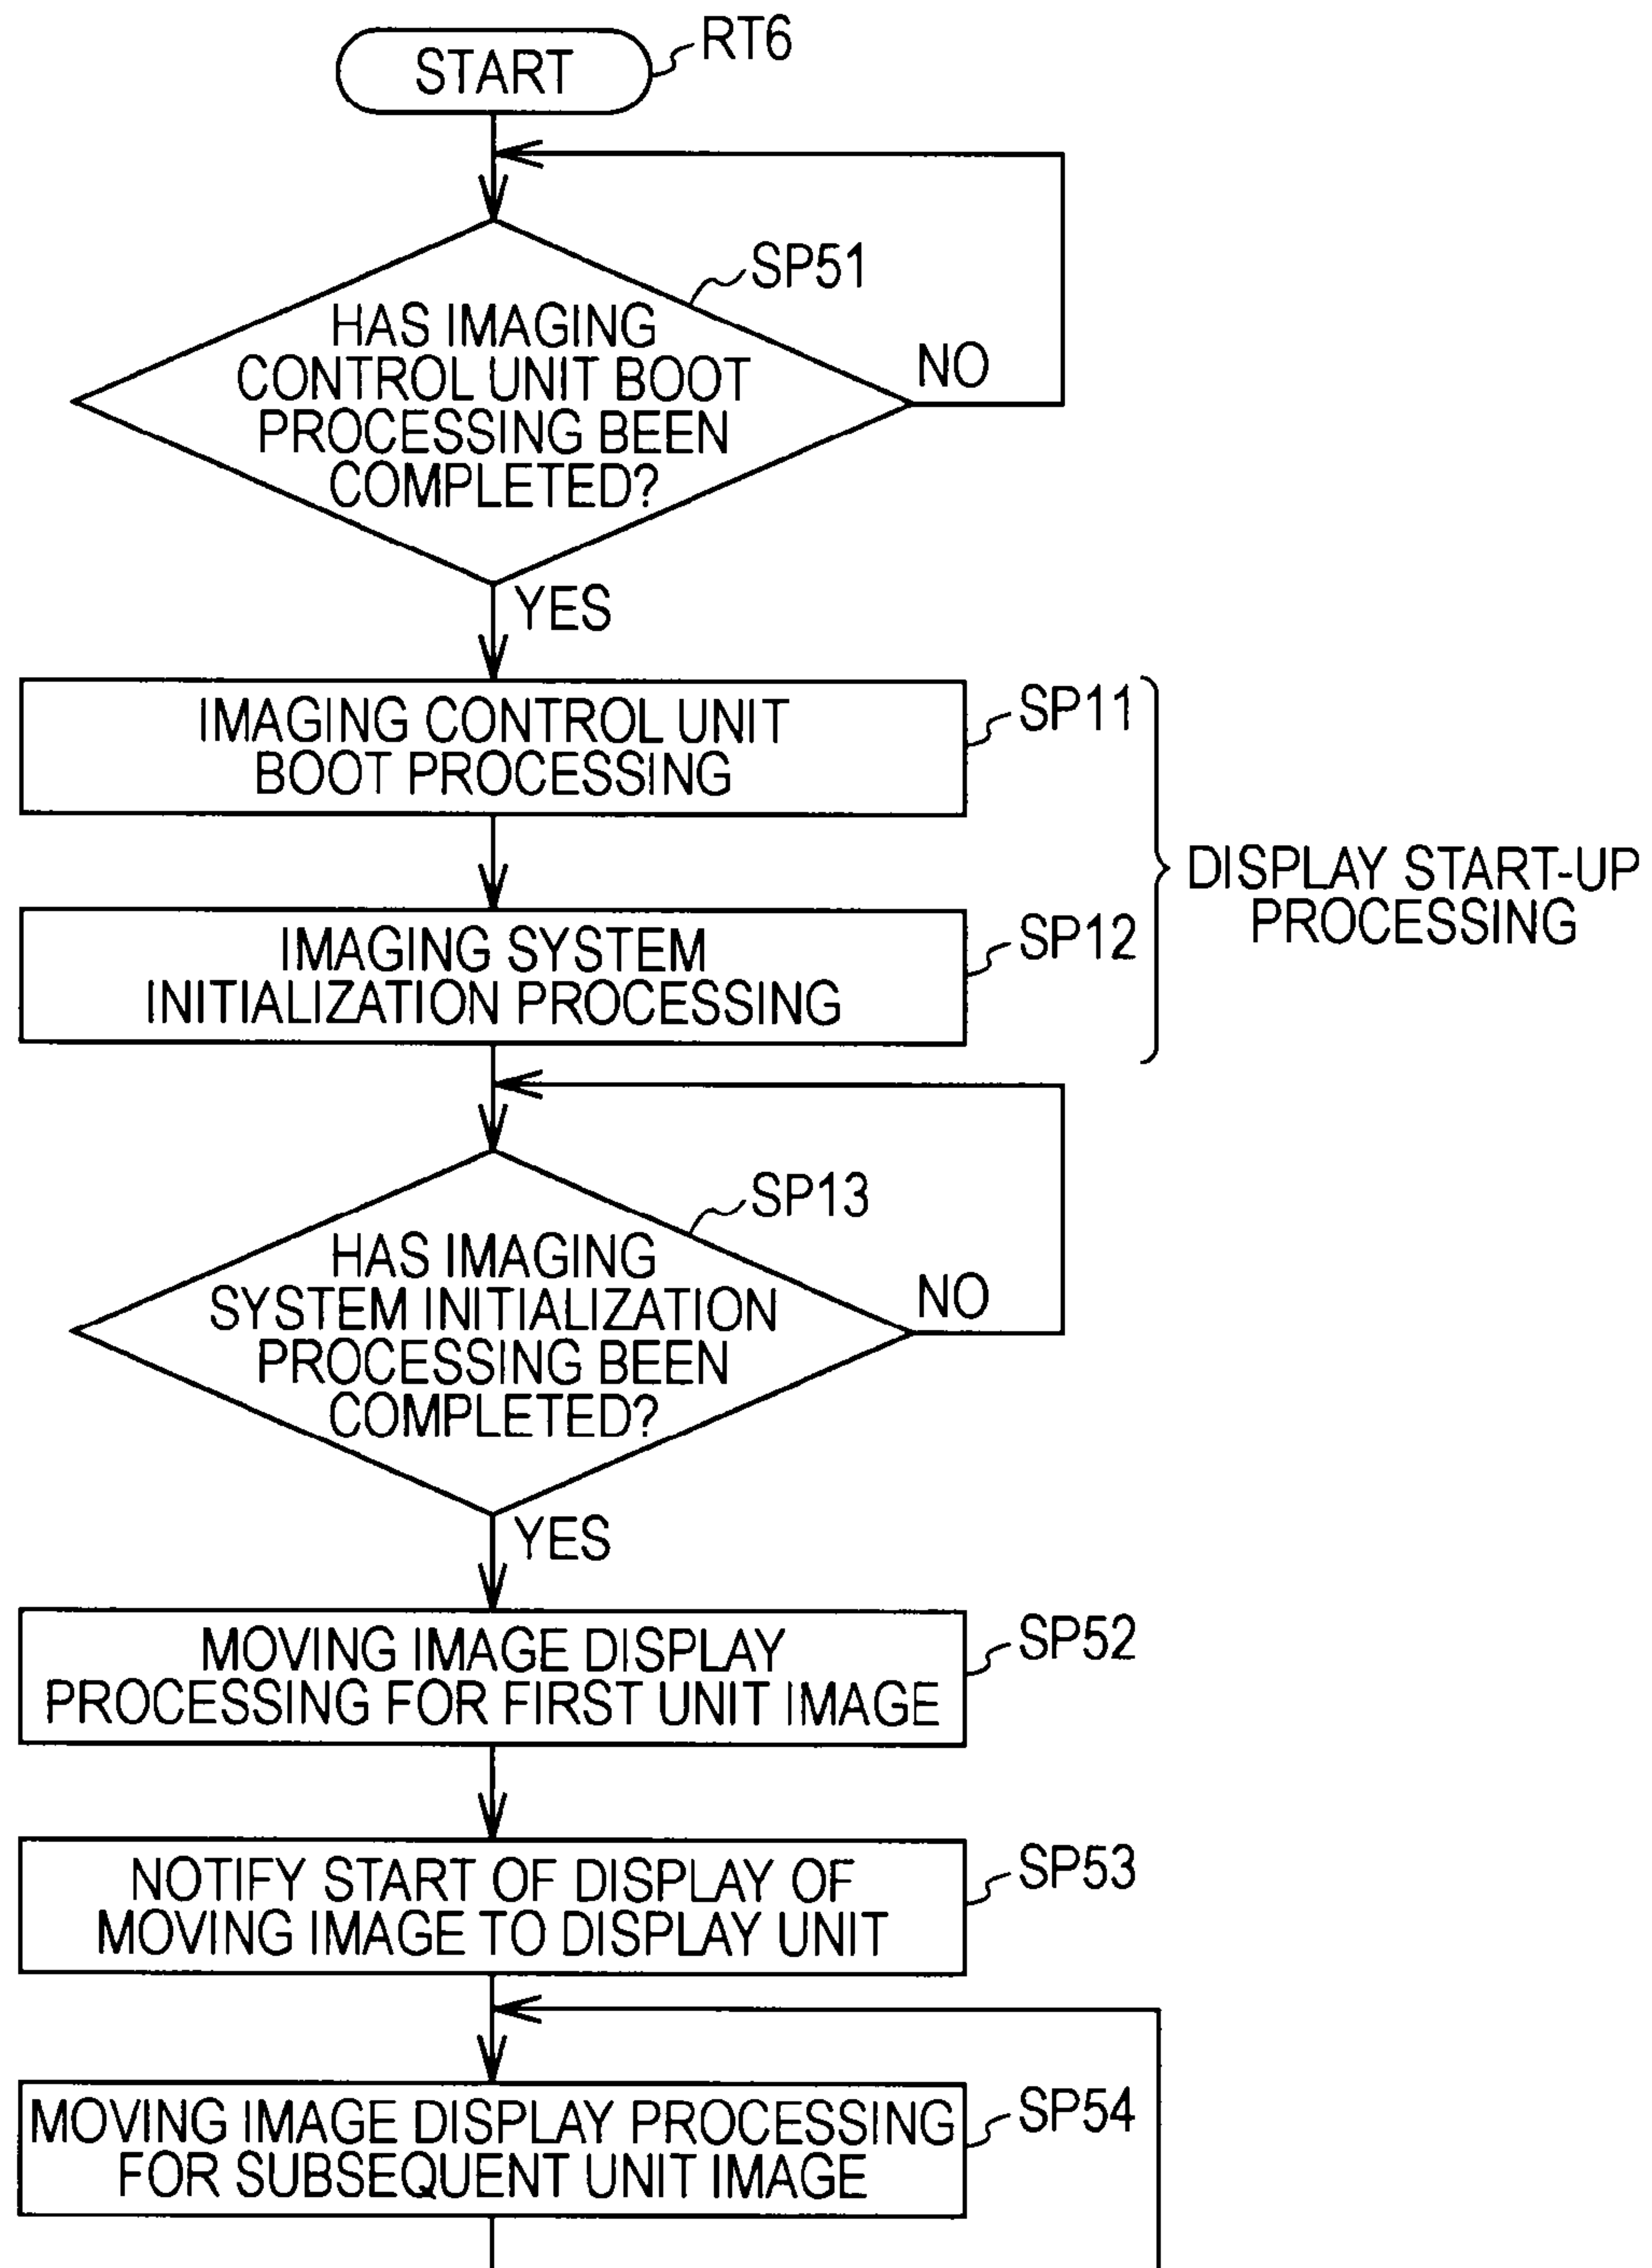 START
RT6
SP51
HAS IMAGING
CONTROL UNIT BOOT
PROCESSING BEEN
COMPLETED?
NO
YES
IMAGING CONTROL UNIT
BOOT PROCESSING
SP11
DISPLAY START-UP
PROCESSING
IMAGING SYSTEM
INITIALIZATION PROCESSING
SP12
SP13
HAS IMAGING
SYSTEM INITIALIZATION
PROCESSING BEEN
COMPLETED?
NO
YES
MOVING IMAGE DISPLAY
PROCESSING FOR FIRST UNIT IMAGE
SP52
NOTIFY START OF DISPLAY OF
MOVING IMAGE TO DISPLAY UNIT
SP53
MOVING IMAGE DISPLAY PROCESSING
FOR SUBSEQUENT UNIT IMAGE
SP54